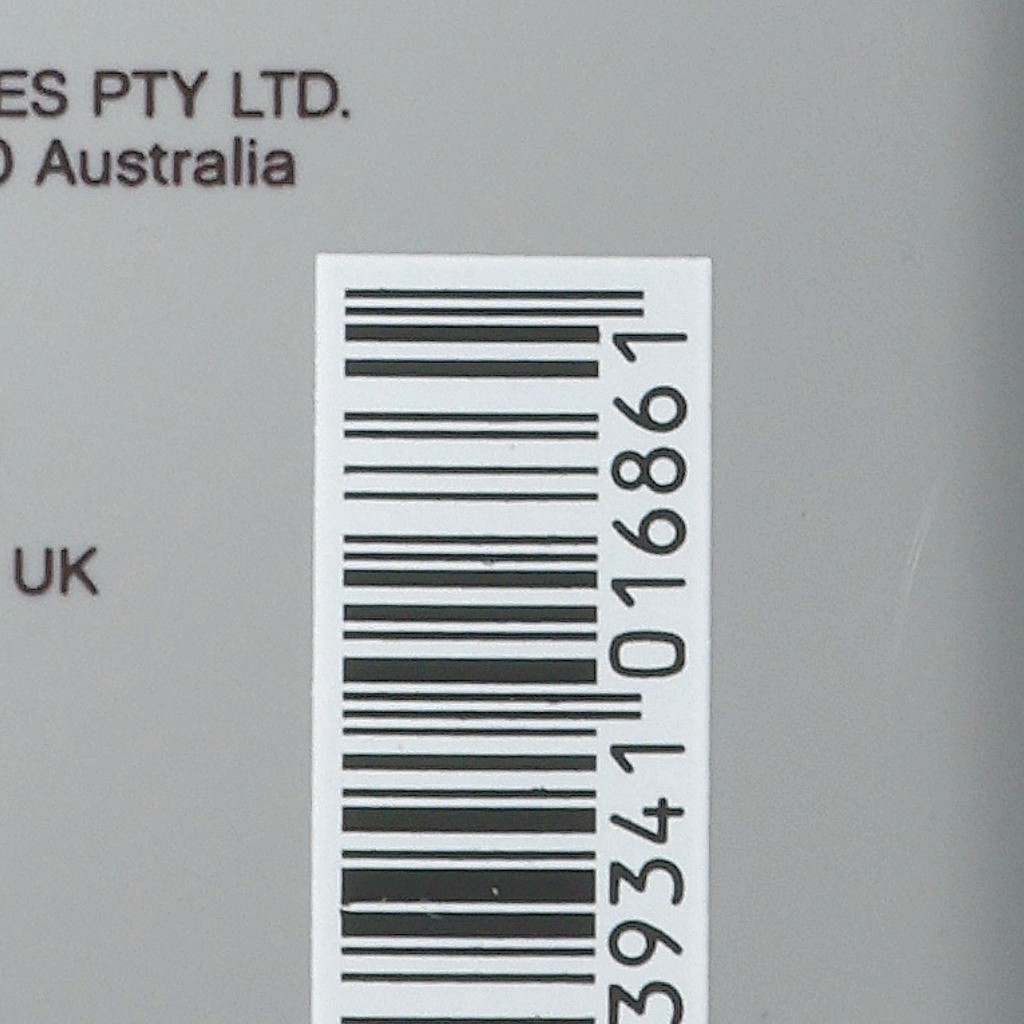 ES PTY LTD.
Australia
UK
39341 016861